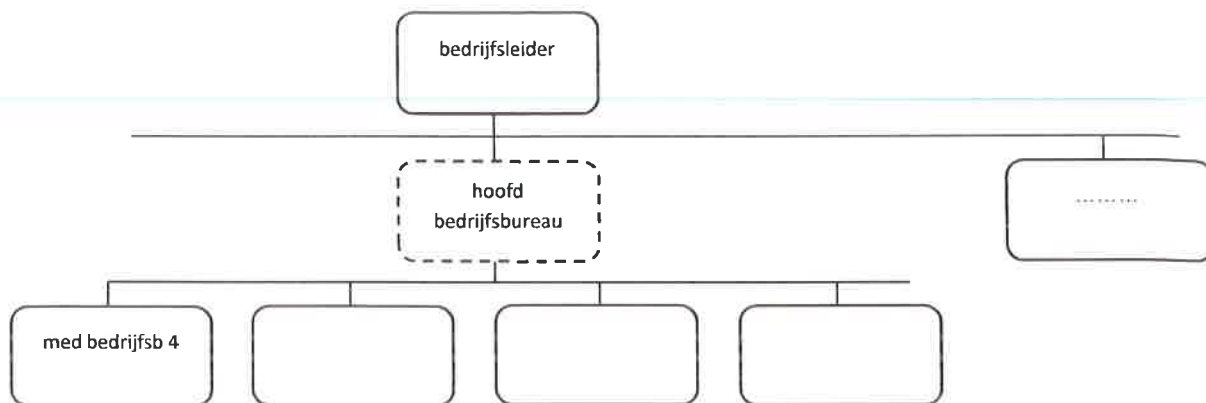 bedrijfsleider
hoofd
bedrijfsbureau
.........
med bedrijfsb 4